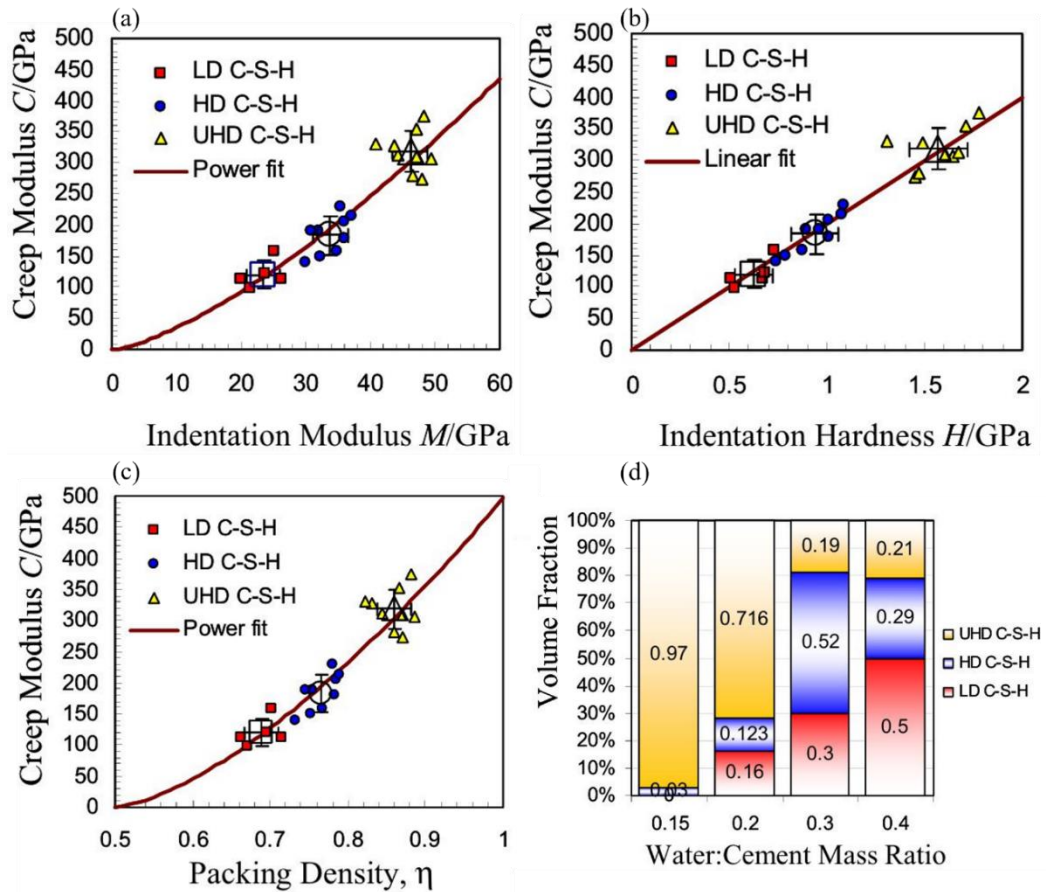 (a)
500
450
400
350
300
250
200
150
100
50
0
Creep Modulus C/GPa
LD C-S-H
HD C-S-H
UHD C-S-H
Power fit
0 10 20 30 40 50 60
Indentation Modulus M/GPa
(b)
500
450
400
350
300
250
200
150
100
50
0
Creep Modulus C/GPa
LD C-S-H
HD C-S-H
UHD C-S-H
Linear fit
0 0.5 1 1.5 2
Indentation Hardness H/GPa
(c)
500
450
400
350
300
250
200
150
100
50
0
Creep Modulus C/GPa
LD C-S-H
HD C-S-H
UHD C-S-H
Power fit
0.5 0.6 0.7 0.8 0.9 1
Packing Density, η
(d)
100%
90%
80%
70%
60%
50%
40%
30%
20%
10%
0%
Volume Fraction
0.97
0.03
0
0.716
0.123
0.16
0.19
0.52
0.3
0.21
0.29
0.5
UHD C-S-H
HD C-S-H
LD C-S-H
0.15 0.2 0.3 0.4
Water:Cement Mass Ratio